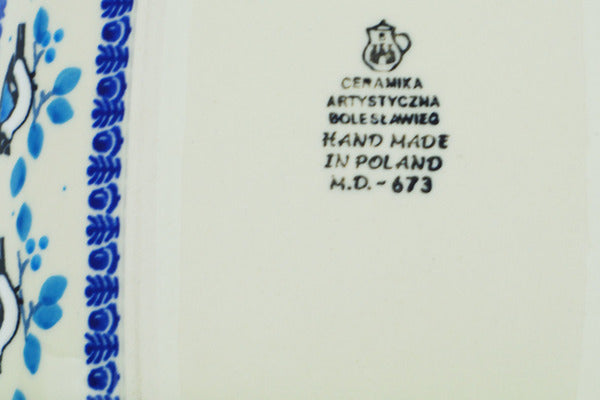 CERAMIKA
ARTYSTYCZNA
BOLESŁAWIEC
HAND MADE
IN POLAND
M.D. - 673